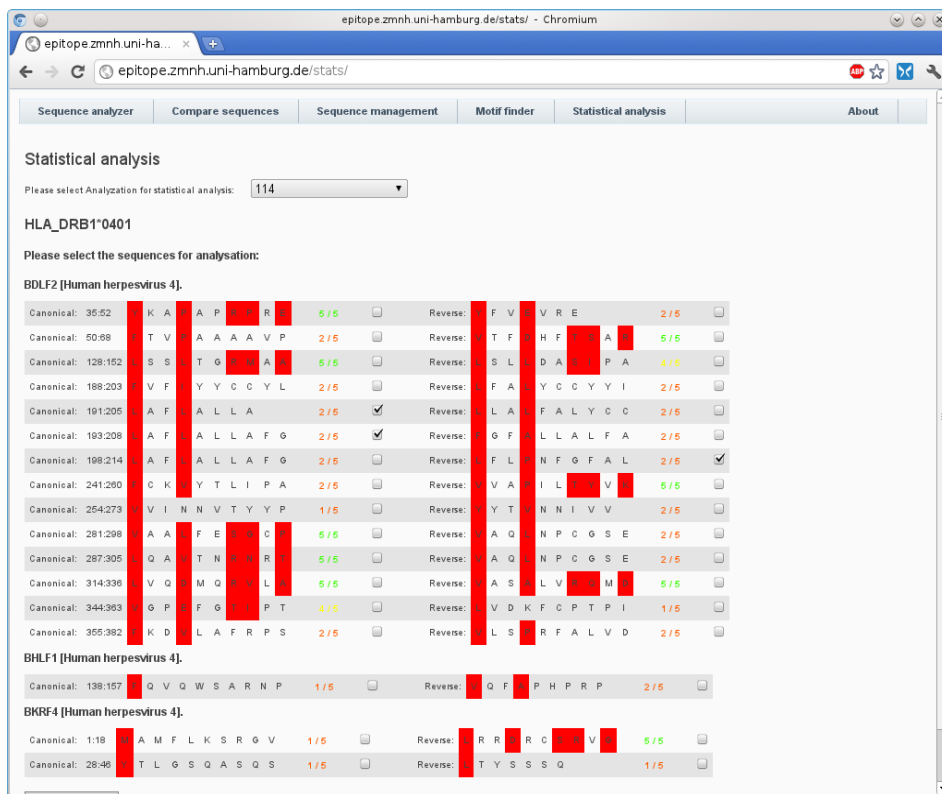 epitope.zmnh.uni-hamburg.de/stats/ - Chromium
epitope.zmnh.uni-ha...
epitope.zmnh.uni-hamburg.de/stats/
ABP
Sequence analyzer Compare sequences Sequence management Motif finder Statistical analysis About
Statistical analysis
Please select Analyzation for statistical analysis: 114
HLA_DRB1*0401
Please select the sequences for analysation:
BDLF2 [Human herpesvirus 4].
Canonical: 35:52 K A A P R 5/5 Reverse: F V V R E 2/5
Canonical: 50:68 T V A A A A V P 2/5 Reverse: T F H F A 5/5
Canonical: 128:152 S S T G 5/5 Reverse: S L D A P A
Canonical: 188:203 V F Y Y C C Y L 2/5 Reverse: F A Y C C Y Y I 2/5
Canonical: 191:205 A F A L L A 2/5 Reverse: L A F A L Y C C 2/5
Canonical: 193:208 A F A L L A F G 2/5 Reverse: G F L L A L F A 2/5
Canonical: 198:214 A F A L L A F G 2/5 Reverse: F L N F G F A L 2/5
Canonical: 241:260 C K Y T L I P A 2/5 Reverse: V A I L V 5/5
Canonical: 254:273 V I N N V T Y Y P 1/5 Reverse: Y T N N I V V 2/5
Canonical: 281:298 A A F E C 5/5 Reverse: A Q N P C G S E 2/5
Canonical: 287:305 Q A T N R 5/5 Reverse: A Q N P C G S E 2/5
Canonical: 314:336 V Q M Q L 5/5 Reverse: A S L V M 5/5
Canonical: 344:363 G P F G P T Reverse: V D K F C P T P I 1/5
Canonical: 355:382 K D L A F R P S 2/5 Reverse: L S R F A L V D 2/5
BHLF1 [Human herpesvirus 4].
Canonical: 138:157 Q V Q W S A R N P 1/5 Reverse: Q F P H P R P 2/5
BKRF4 [Human herpesvirus 4].
Canonical: 1:18 A M F L K S R G V 1/5 Reverse: R R R C V 5/5
Canonical: 28:46 T L G S Q A S Q S 1/5 Reverse: T Y S S S Q 1/5